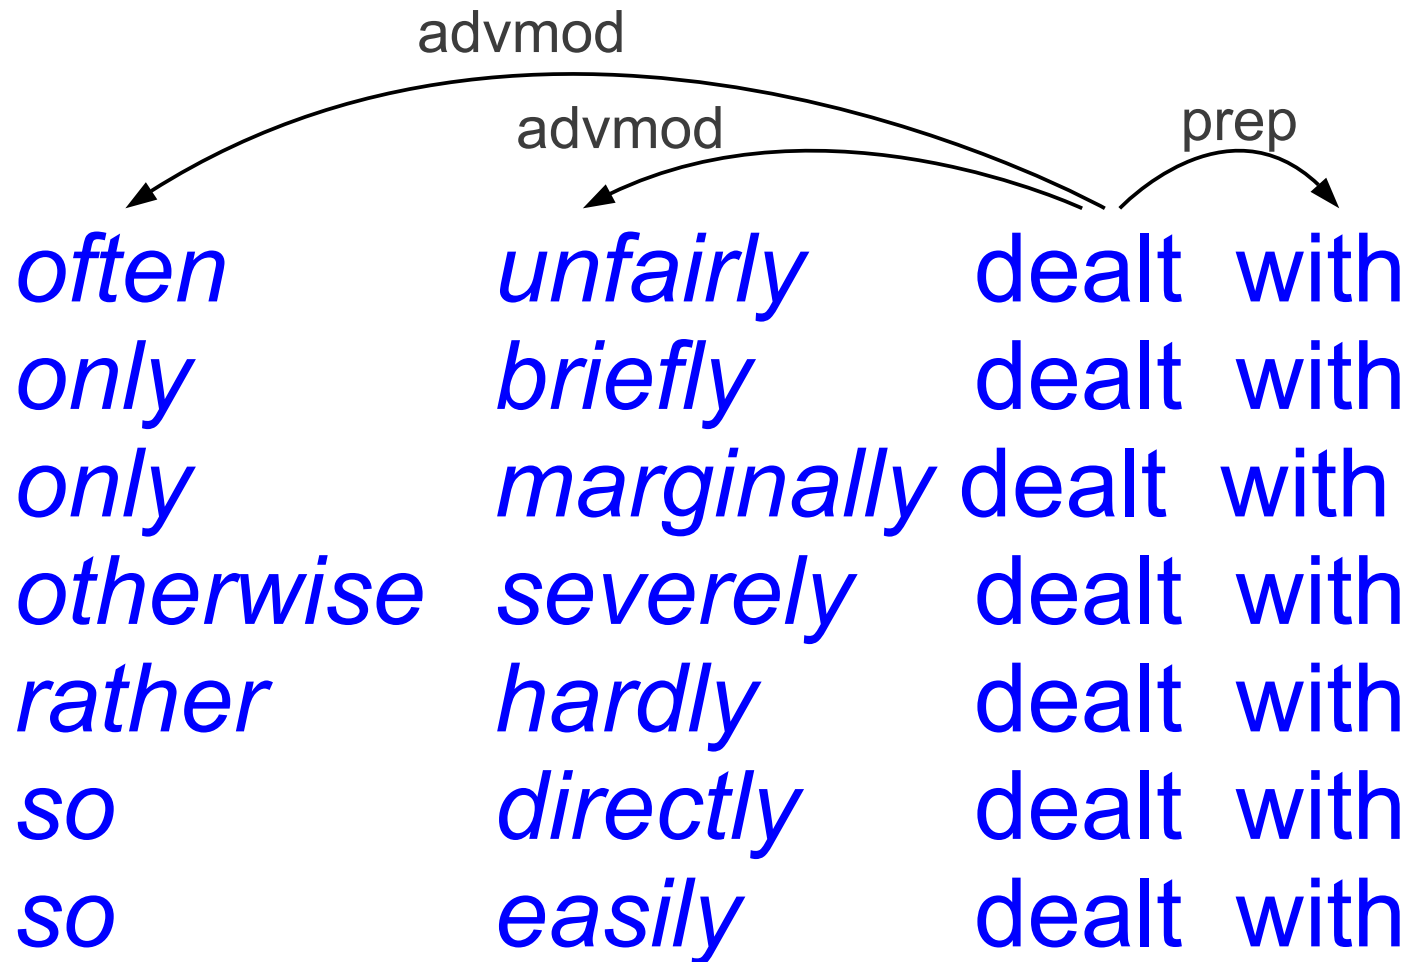 advmod
advmod prep
often unfairly dealt with
only briefly dealt with
only marginally dealt with
otherwise severely dealt with
rather hardly dealt with
so directly dealt with
so easily dealt with